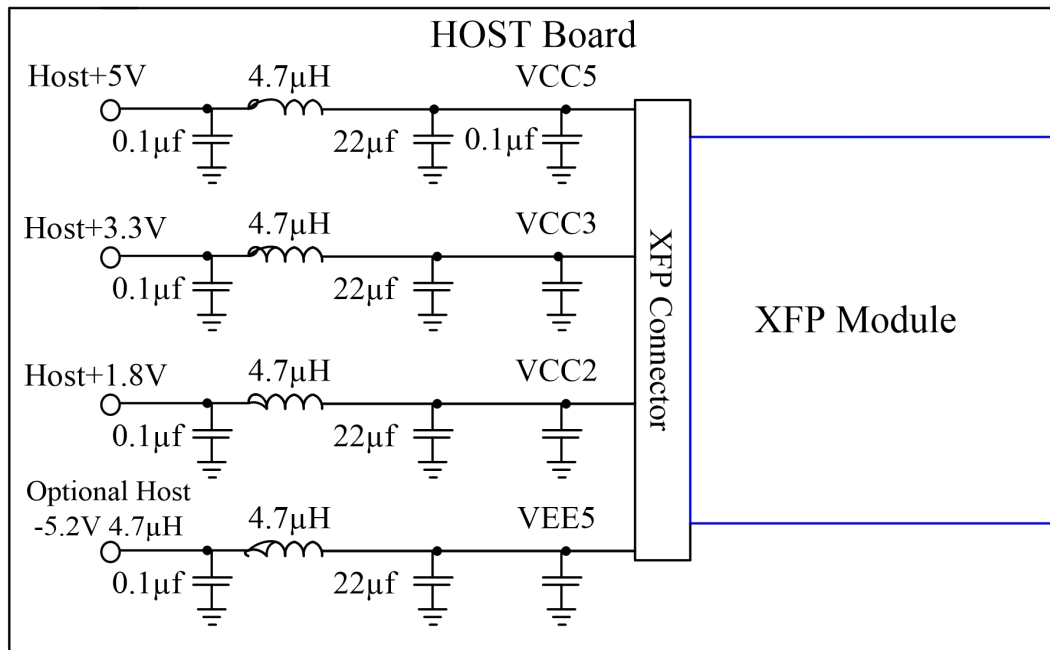 HOST Board
Host+5V
4.7µH
VCC5
0.1µf
22µf
0.1µf
Host+3.3V
4.7µH
VCC3
0.1µf
22µf
Host+1.8V
4.7µH
VCC2
0.1µf
22µf
Optional Host
-5.2V 4.7µH
4.7µH
VEE5
0.1µf
22µf
XFP Connector
XFP Module